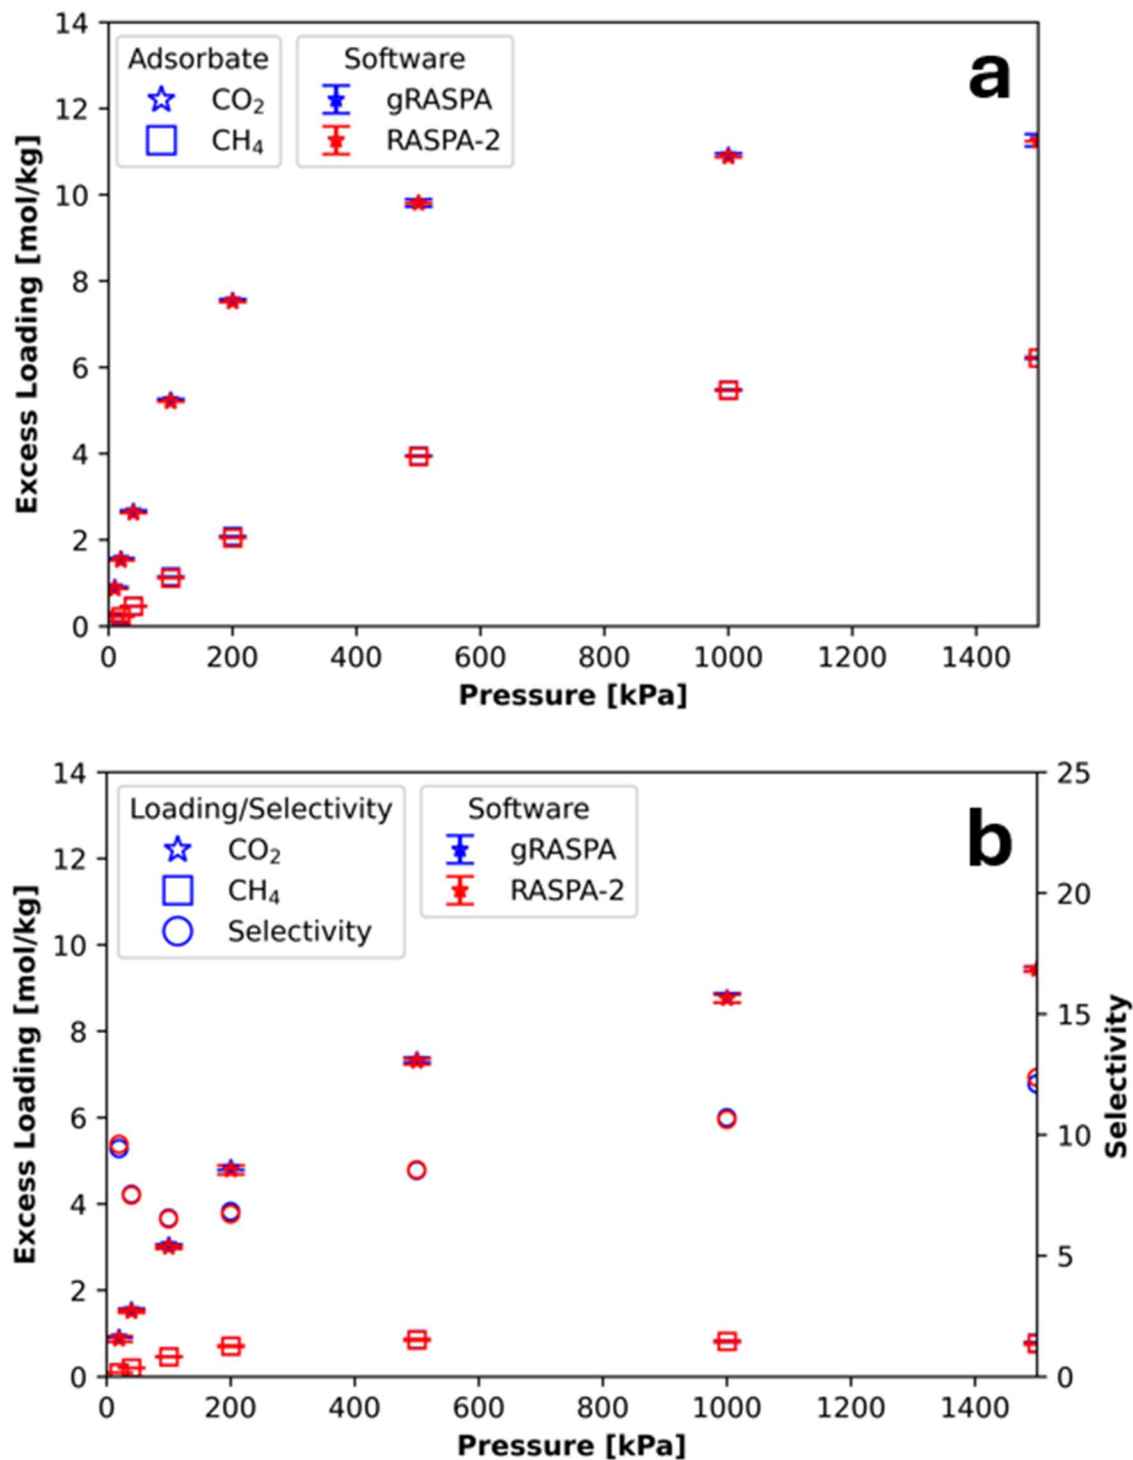 a
Adsorbate
CO₂
CH₄
Software
gRASPA
RASPA-2
Excess Loading [mol/kg]
14
12
10
8
6
4
2
0
0 200 400 600 800 1000 1200 1400
Pressure [kPa]
b
Loading/Selectivity
CO₂
CH₄
Selectivity
Software
gRASPA
RASPA-2
Excess Loading [mol/kg]
14
12
10
8
6
4
2
0
25
20
15
10
5
0
Selectivity
0 200 400 600 800 1000 1200 1400
Pressure [kPa]